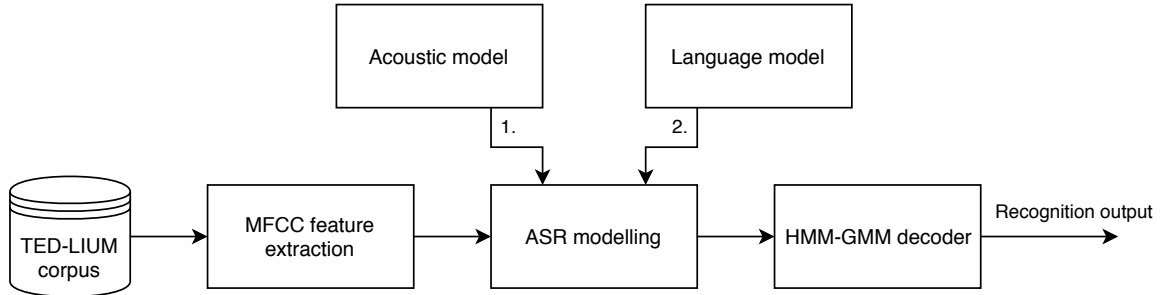 Acoustic model
Language model
1.
2.
TED-LIUM
corpus
MFCC feature
extraction
ASR modelling
HMM-GMM decoder
Recognition output